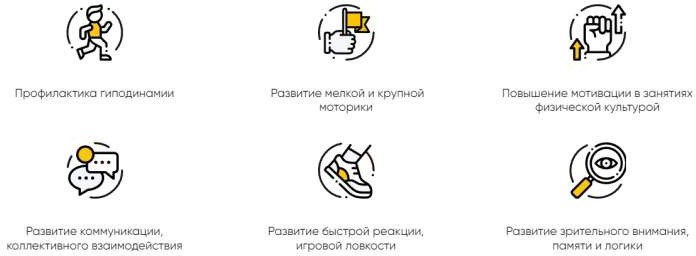 Профилактика гиподинамии
Развитие мелкой и крупной
моторики
Повышение мотивации в занятиях
физической культурой
Развитие коммуникации,
коллективного взаимодействия
Развитие быстрой реакции,
игровой ловкости
Развитие зрительного внимания,
памяти и логики